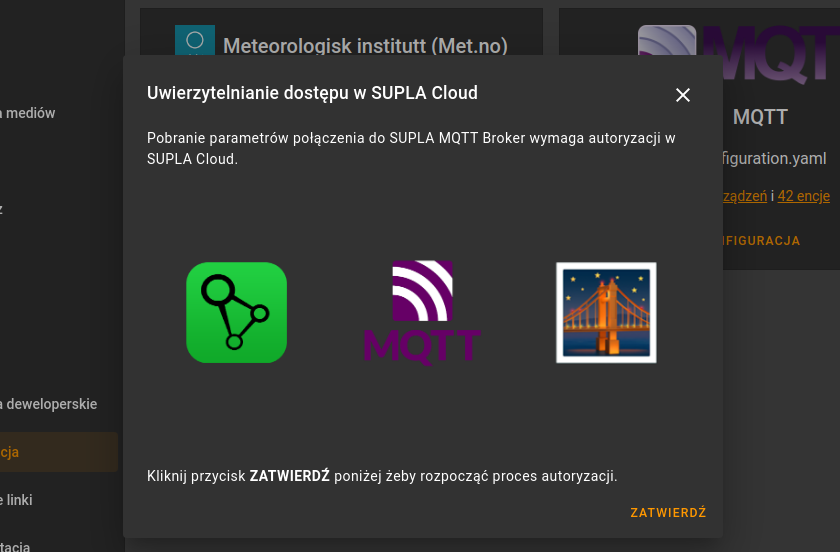 Meteorologisk institutt (Met.no)
MQT
Uwierzytelnianie dostępu w SUPLA Cloud
mediów
MQTT
Pobranie parametrów połączenia do SUPLA MQTT Broker wymaga autoryzacji w
SUPLA Cloud.
figuration.yaml
ządzeń i 42 encje
z
NFIGURACJA
MQTT
a deweloperskie
cja
Kliknij przycisk ZATWIERDŹ poniżej żeby rozpocząć proces autoryzacji.
e linki
ZATWIERDŹ
tacja